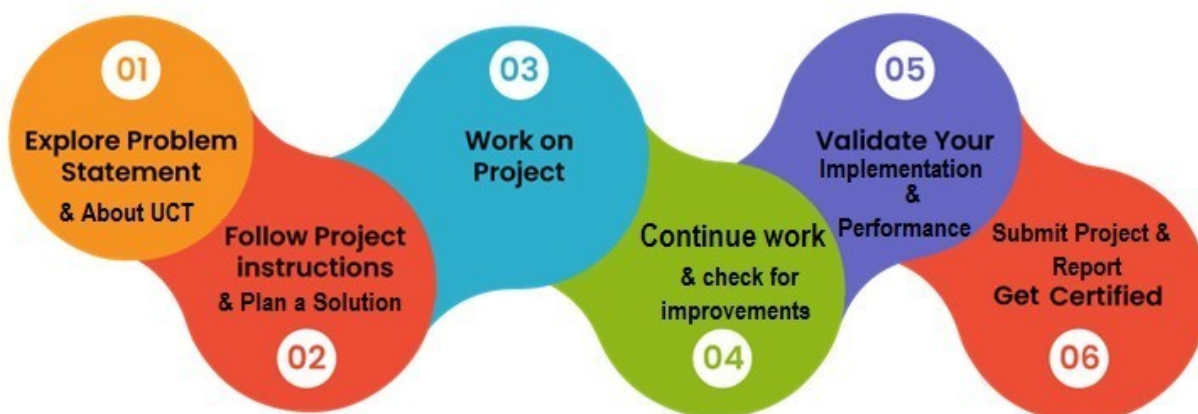 01
Explore Problem
Statement
& About UCT
Follow Project
instructions
& Plan a Solution
02
03
Work on
Project
Continue work
& check for
improvements
04
05
Validate Your
Implementation
&
Performance
Submit Project &
Report
Get Certified
06